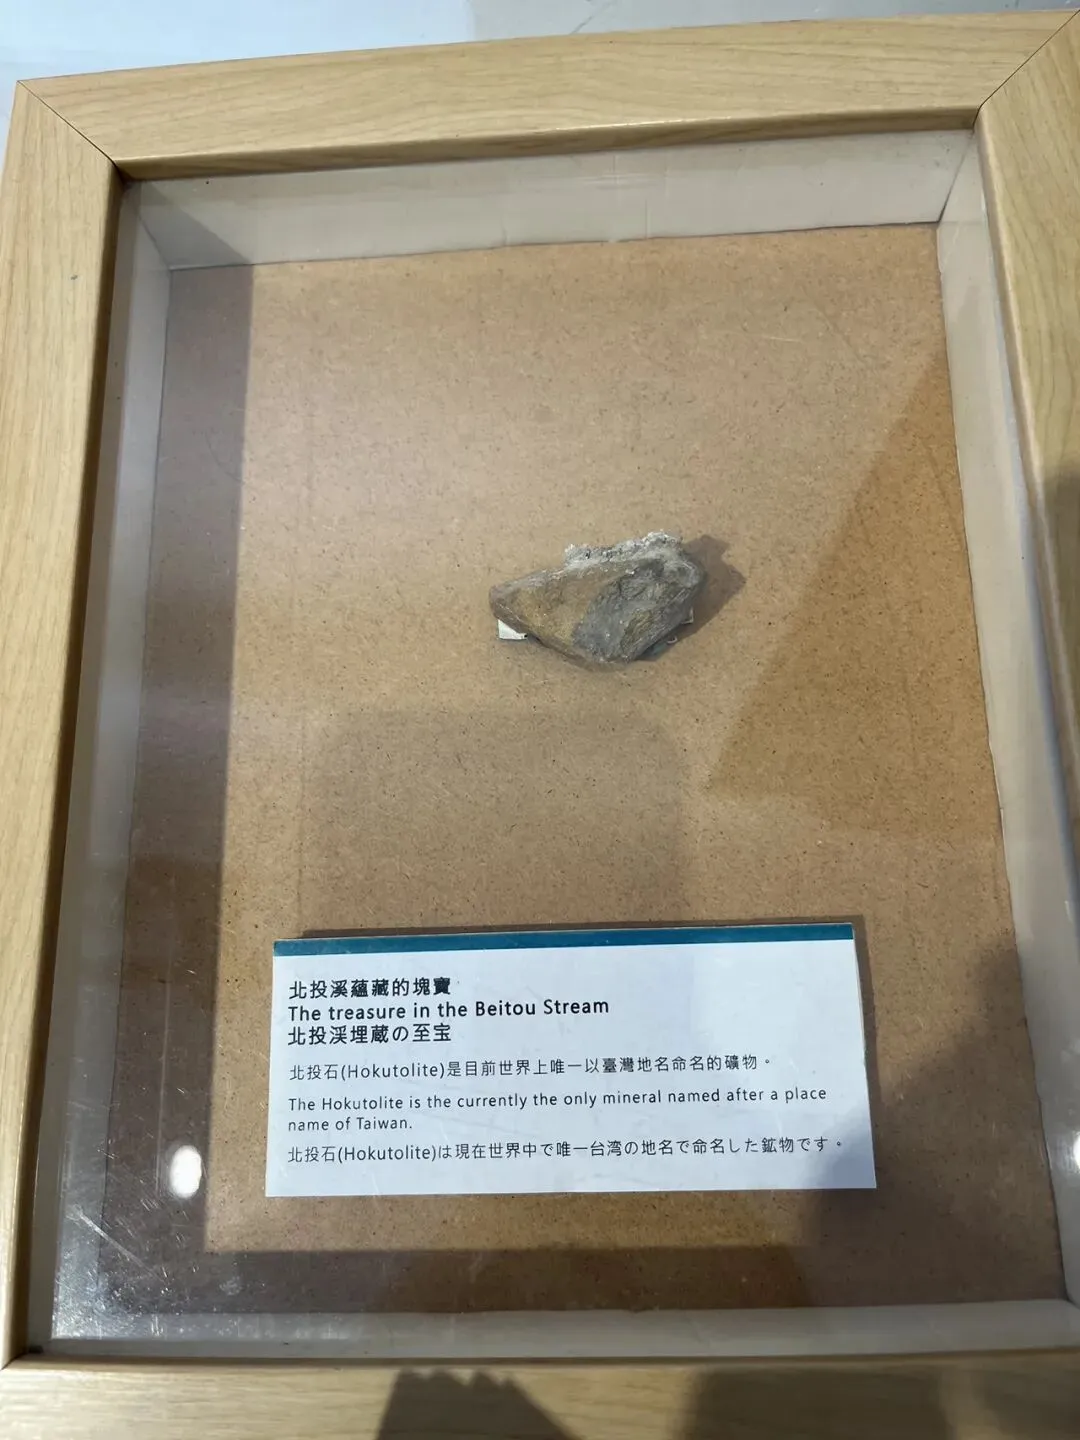 北投溪蘊藏的塊寶
The treasure in the Beitou Stream
北投渓埋蔵の至宝
北投石(Hokutolite)是目前世界上唯一以臺灣地名命名的礦物。
The Hokutolite is the currently the only mineral named after a place
name of Taiwan.
北投石(Hokutolite)は現在世界中で唯一台湾の地名で命名した鉱物です。